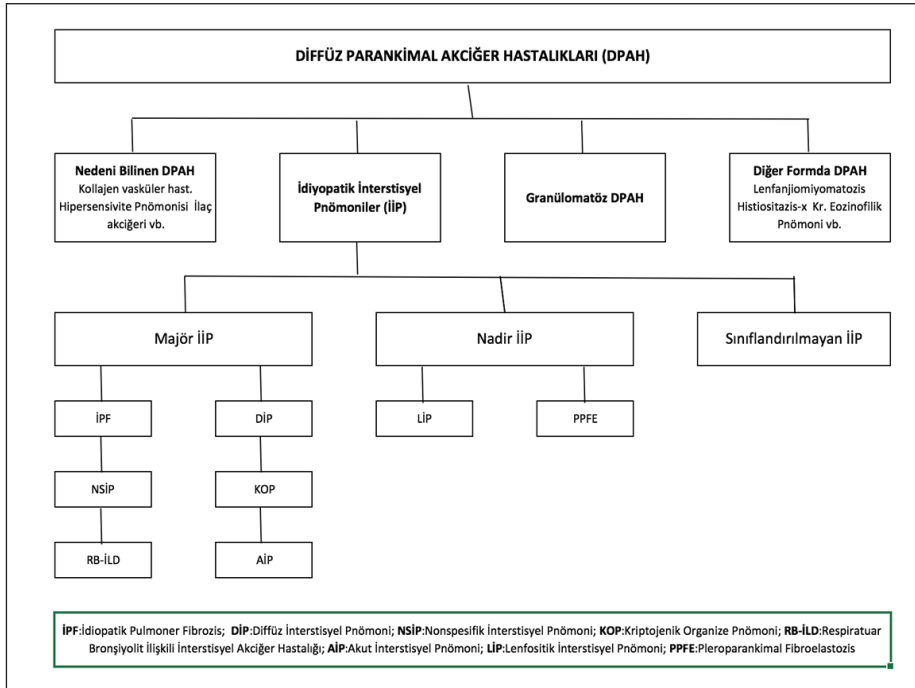 DİFFÜZ PARANKİMAL AKCİĞER HASTALIKLARI (DPAH)
Nedeni Bilinen DPAH
Kollajen vasküler hast.
Hipersensivite Pnömonisi İlaç
akciğeri vb.
İdiyopatik İnterstisyel
Pnömoniler (İİP)
Granülomatöz DPAH
Diğer Formda DPAH
Lenfanjiomiyomatozis
Histiositazis-x Kr. Eozinofilik
Pnömoni vb.
Majör İİP
Nadir İİP
Sınıflandırılmayan İİP
İPF
DİP
LİP
PPFE
NSİP
KOP
RB-İLD
AİP
İPF:İdiopatik Pulmoner Fibrozis; DİP:Diffüz İnterstisyel Pnömoni; NSİP:Nonspesifik İnterstisyel Pnömoni; KOP:Kriptojenik Organize Pnömoni; RB-İLD:Respiratuar
Bronşiyolit İlişkili İnterstisyel Akciğer Hastalığı; AİP:Akut İnterstisyel Pnömoni; LİP:Lenfositik İnterstisyel Pnömoni; PPFE:Pleroparankimal Fibroelastozis